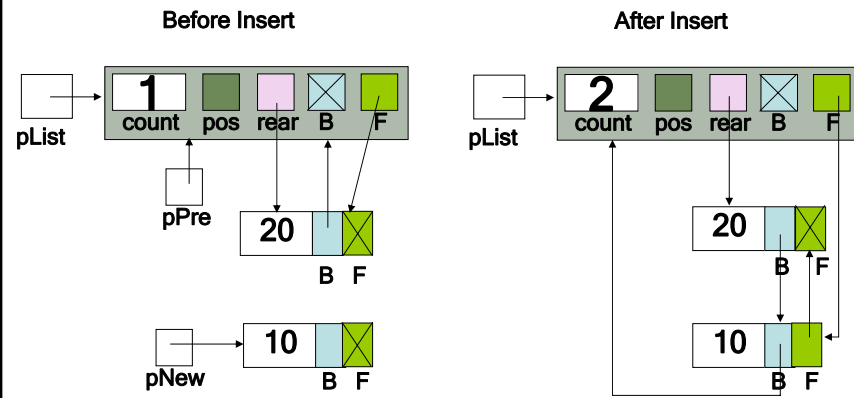 Before Insert
1
count pos rear B F
pList
pPre
20
B F
10
pNew
B F
After Insert
2
count pos rear B F
pList
20
B F
10
B F